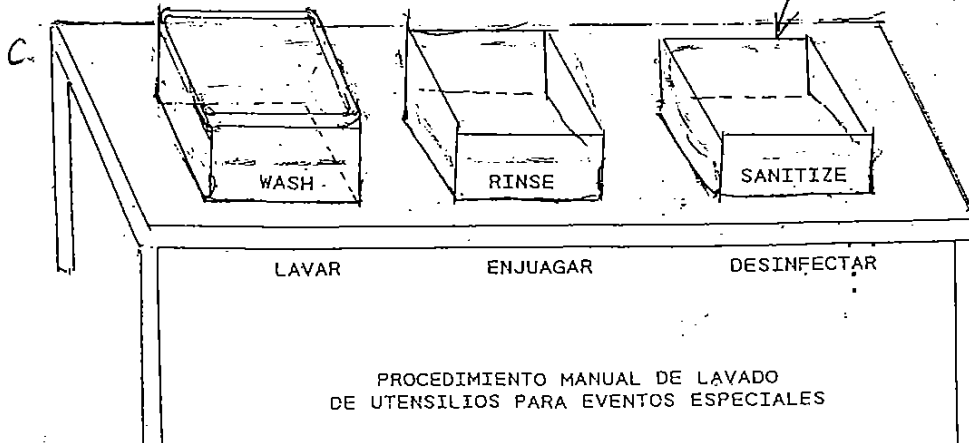 C.
WASH RINSE SANITIZE
LAVAR ENJUAGAR DESINFECTAR
PROCEDIMIENTO MANUAL DE LAVADO
DE UTENSILIOS PARA EVENTOS ESPECIALES